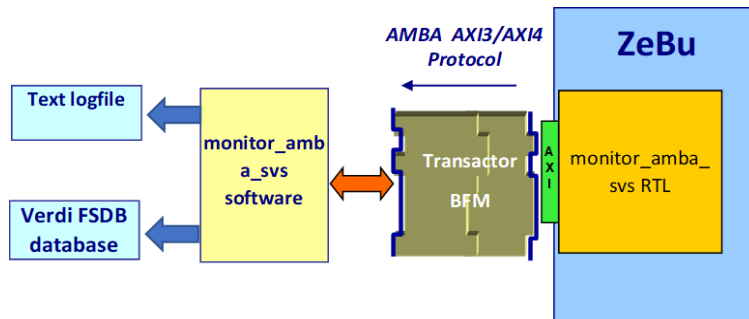 AMBA AXI3/AXI4
Protocol
ZeBu
Text logfile
Verdi FSDB
database
monitor_amb
a_svs
software
Transactor
BFM
A
X
I
monitor_amba_
svs RTL